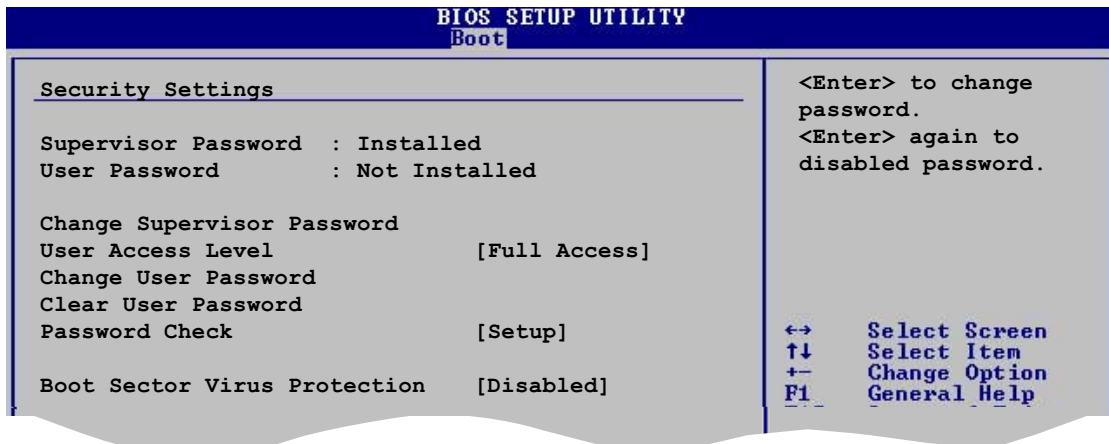 BIOS SETUP UTILITY
Boot
Security Settings
Supervisor Password : Installed
User Password : Not Installed
Change Supervisor Password
User Access Level [Full Access]
Change User Password
Clear User Password
Password Check [Setup]
Boot Sector Virus Protection [Disabled]
<Enter> to change
password.
<Enter> again to
disabled password.
←→ Select Screen
↑↓ Select Item
+- Change Option
F1 General Help